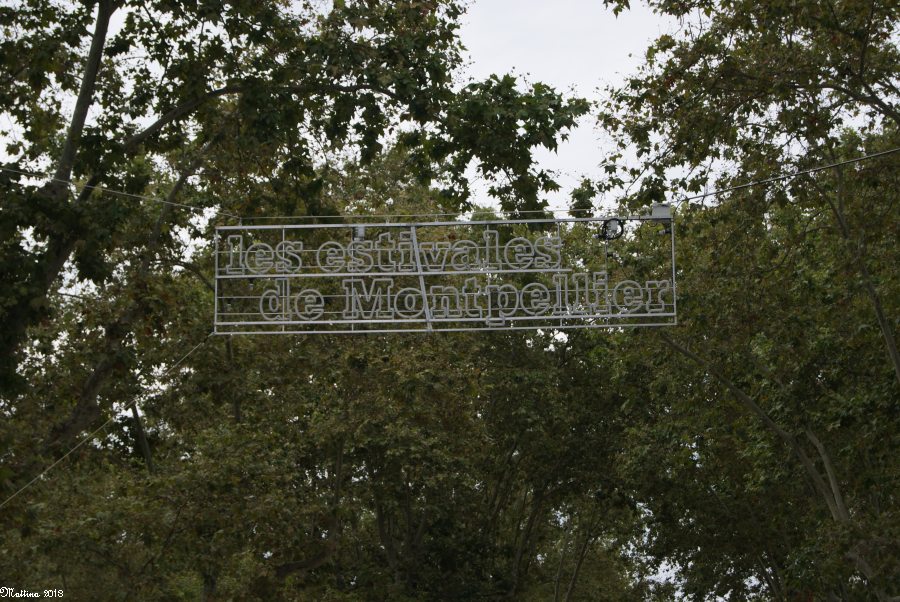 les estivales
de Montpellier
Mattina 2018